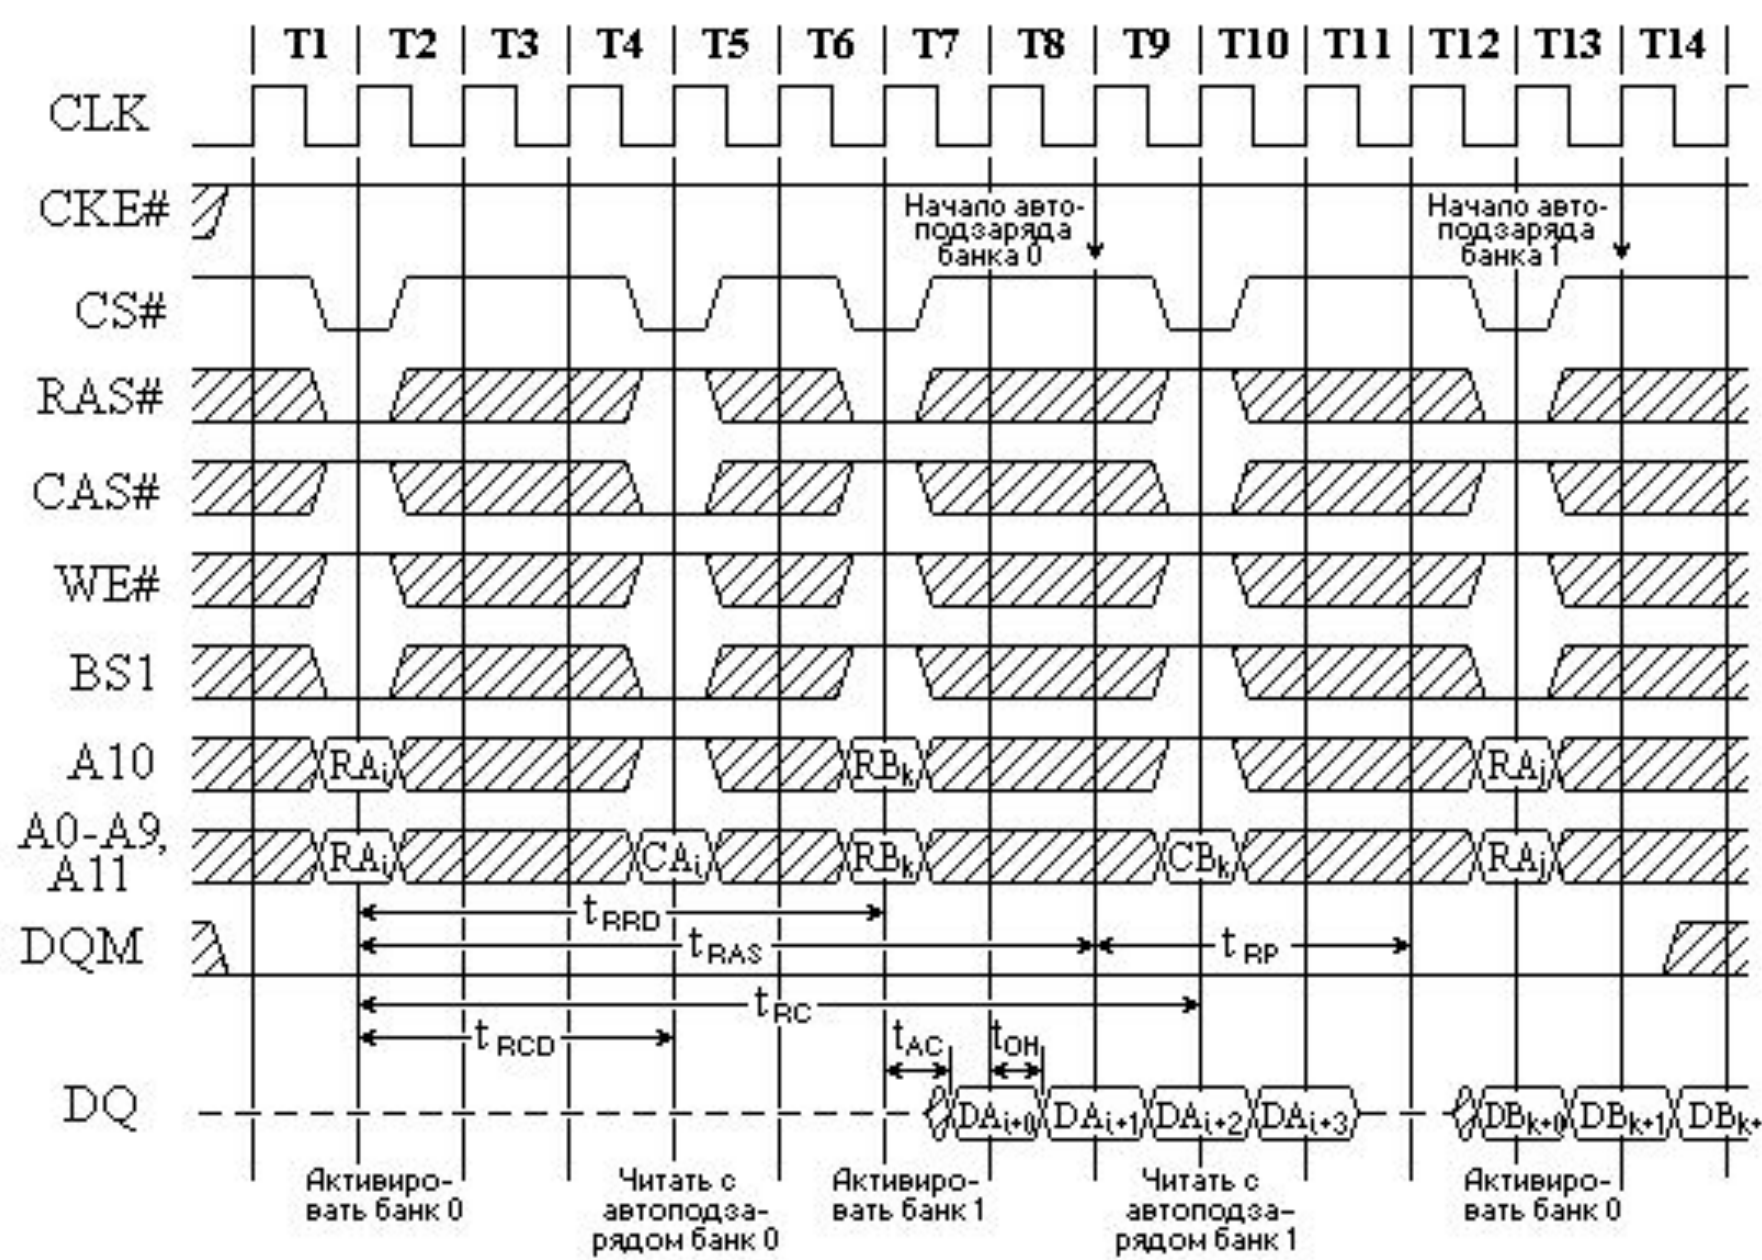 T1 T2 T3 T4 T5 T6 T7 T8 T9 T10 T11 T12 T13 T14
CLK
CKE#
Начало авто-
подзаряда
банка 0
Начало авто-
подзаряда
банка 1
CS#
RAS#
CAS#
WE#
BS1
A10 RAi RBk RAj
A0-A9,
A11
RAi CAi RBk CBk RAj
tRRD
DQM
tRAS tRP
tRC
tRCD tAC tOH
DQ DAi+0 DAi+1 DAi+2 DAi+3 DBk+0 DBk+1 DBk+
Активиро-
вать банк 0
Читать с
автоподза-
рядом банк 0
Активиро-
вать банк 1
Читать с
автоподза-
рядом банк 1
Активиро-
вать банк 0